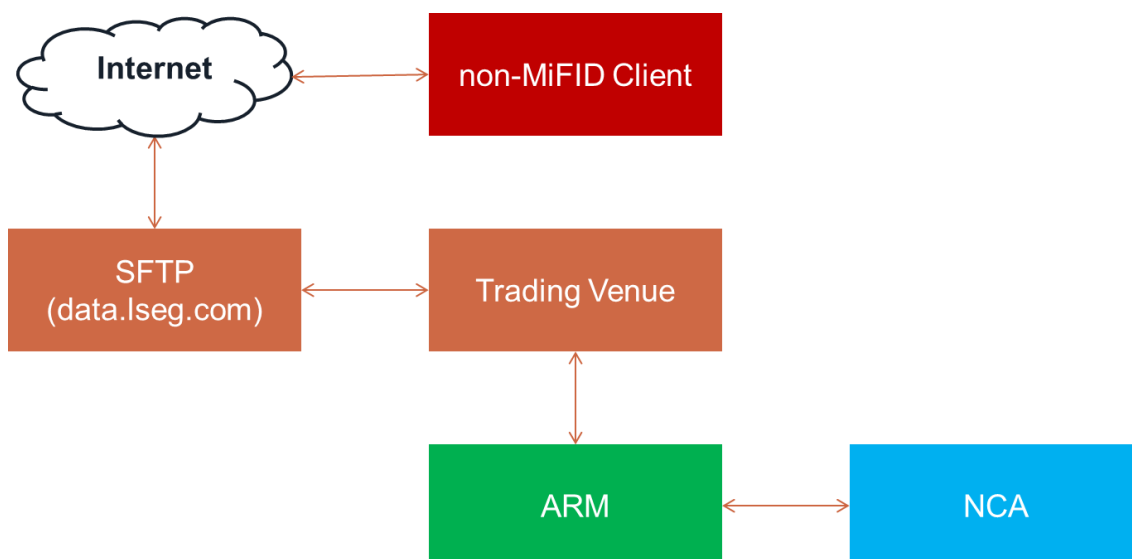 Internet
non-MiFID Client
SFTP
(data.lseg.com)
Trading Venue
ARM
NCA